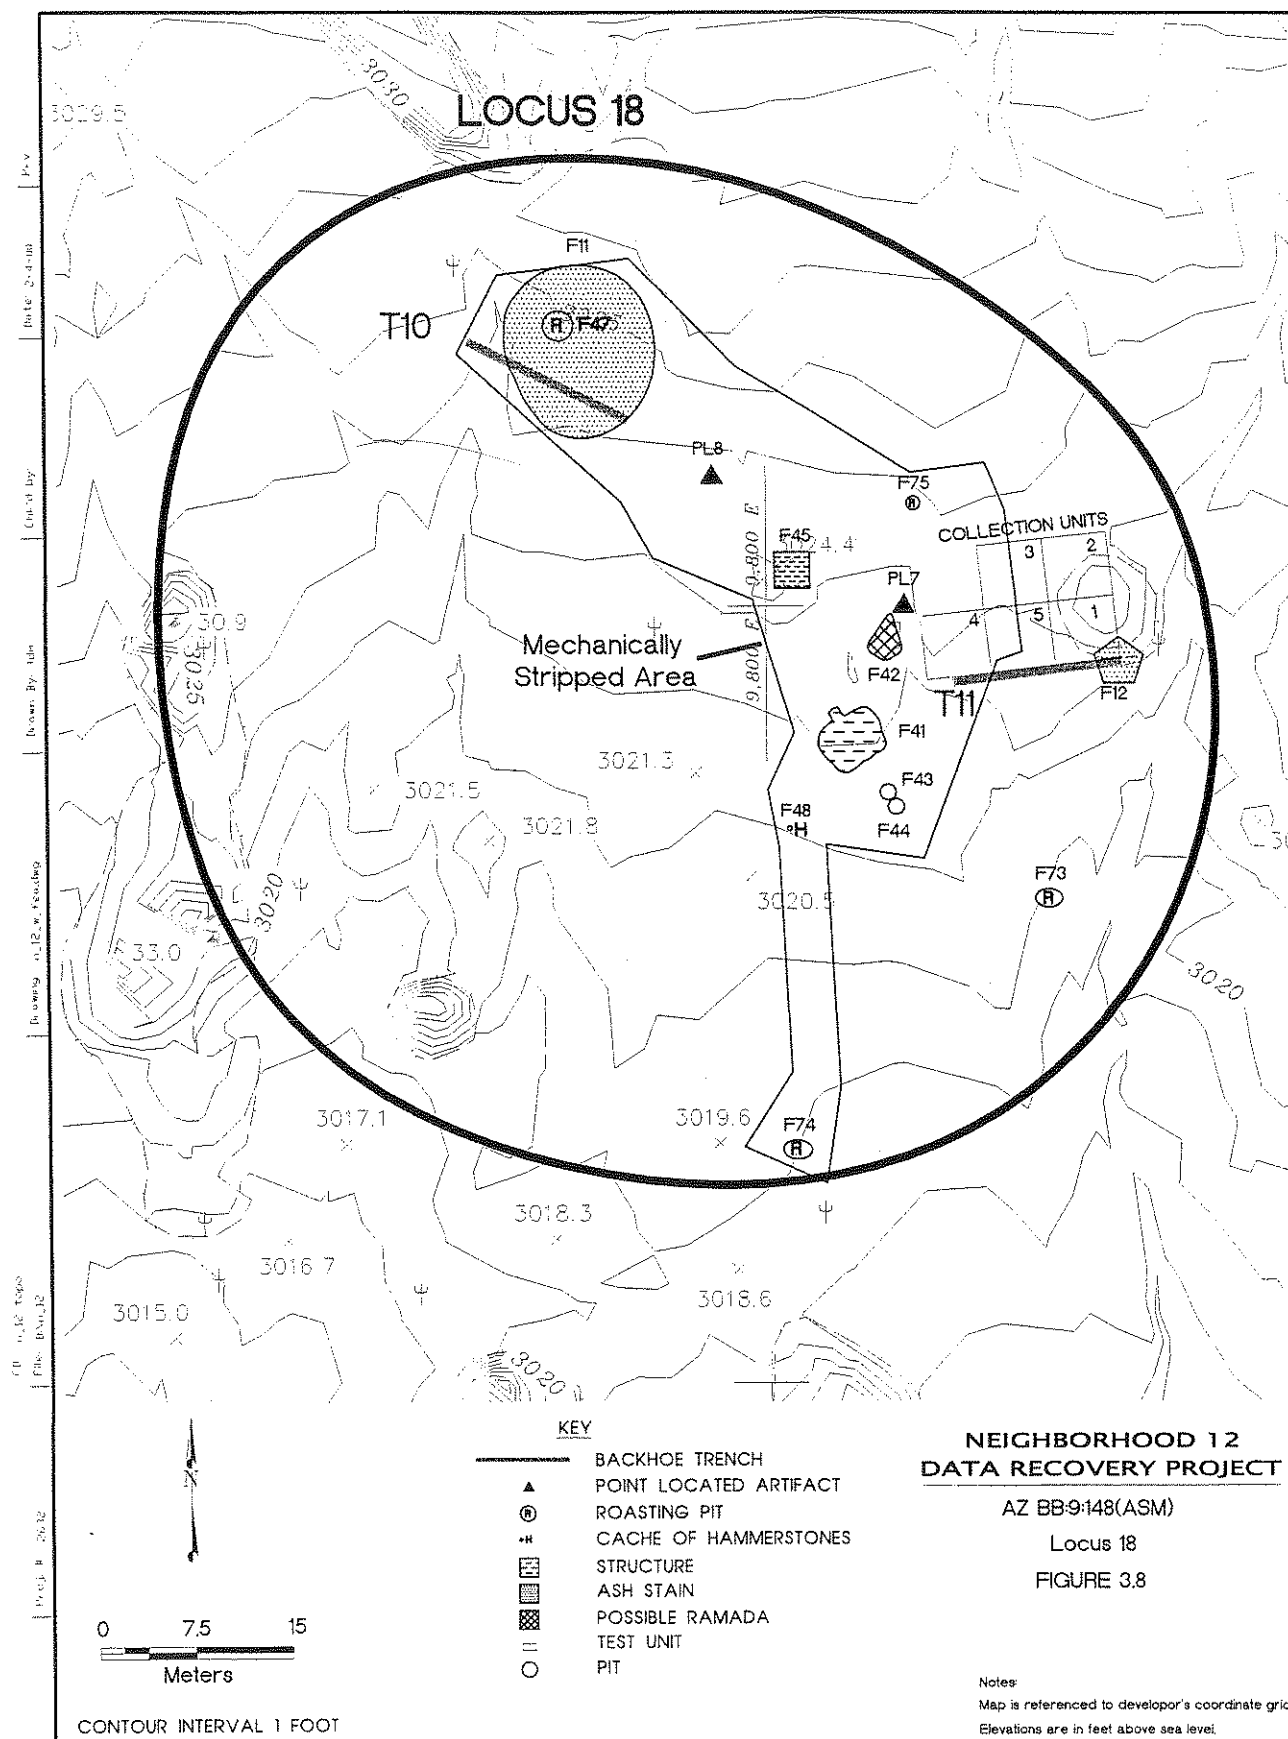 LOCUS 18
3030
3029.5
F11
T10
F47
PL8
F75
COLLECTION UNITS
F45
3024.4
3
2
PL7
4
5
1
9.800 E
9.800 E
30.9
3025
Mechanically
Stripped Area
F42
T11
F12
F41
3021.3
3021.5
F43
F48
H
F44
3021.8
F73
3020.5
3020
33.0
3020
3017.1
3019.6
F74
3018.3
3016.7
3015.0
3018.6
3020
KEY
BACKHOE TRENCH
POINT LOCATED ARTIFACT
ROASTING PIT
CACHE OF HAMMERSTONES
STRUCTURE
ASH STAIN
POSSIBLE RAMADA
TEST UNIT
PIT
N
0 7.5 15
Meters
CONTOUR INTERVAL 1 FOOT
NEIGHBORHOOD 12
DATA RECOVERY PROJECT
AZ BB:9:148(ASM)
Locus 18
FIGURE 3.8
Notes:
Map is referenced to developor's coordinate grid
Elevations are in feet above sea level.